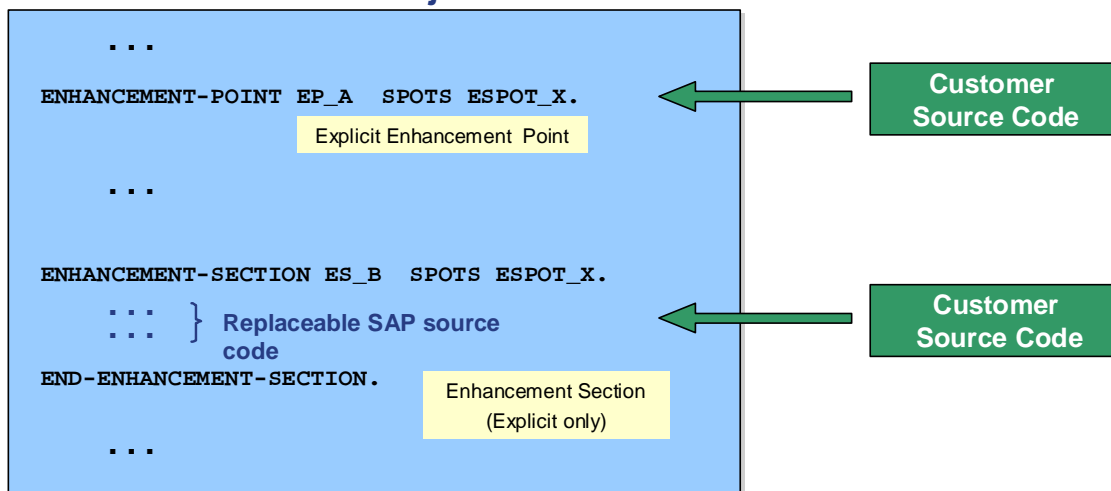 ...
ENHANCEMENT-POINT EP_A SPOTS ESPOT_X.
Customer
Source Code
Explicit Enhancement Point
...
ENHANCEMENT-SECTION ES_B SPOTS ESPOT_X.
...
...
} Replaceable SAP source
code
Customer
Source Code
END-ENHANCEMENT-SECTION.
Enhancement Section
(Explicit only)
...